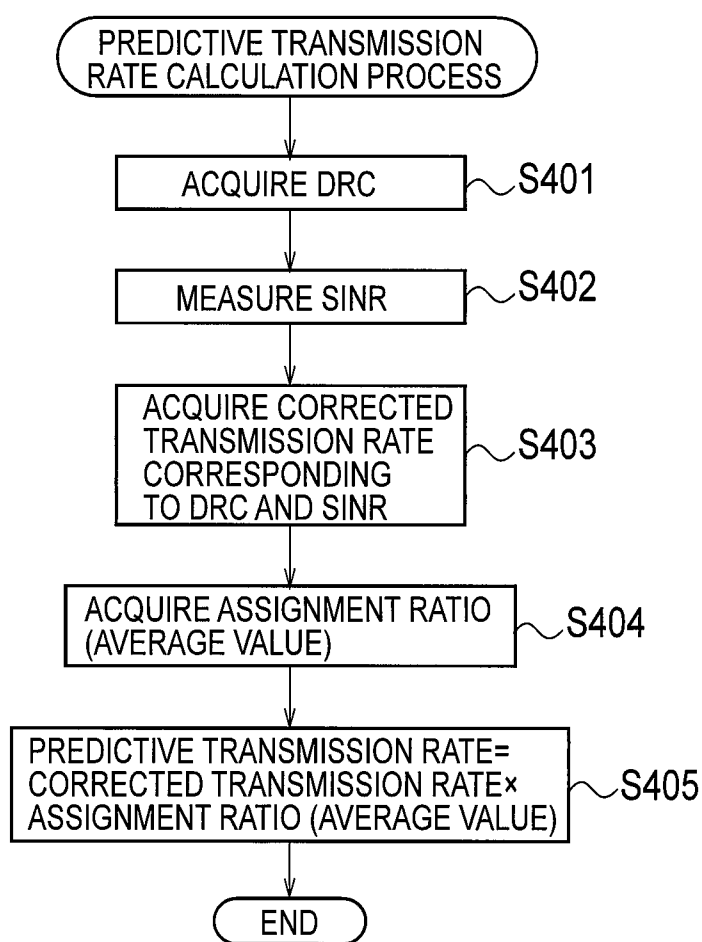 PREDICTIVE TRANSMISSION
RATE CALCULATION PROCESS
ACQUIRE DRC
S401
MEASURE SINR
S402
ACQUIRE CORRECTED
TRANSMISSION RATE
CORRESPONDING
TO DRC AND SINR
S403
ACQUIRE ASSIGNMENT RATIO
(AVERAGE VALUE)
S404
PREDICTIVE TRANSMISSION RATE=
CORRECTED TRANSMISSION RATE×
ASSIGNMENT RATIO (AVERAGE VALUE)
S405
END